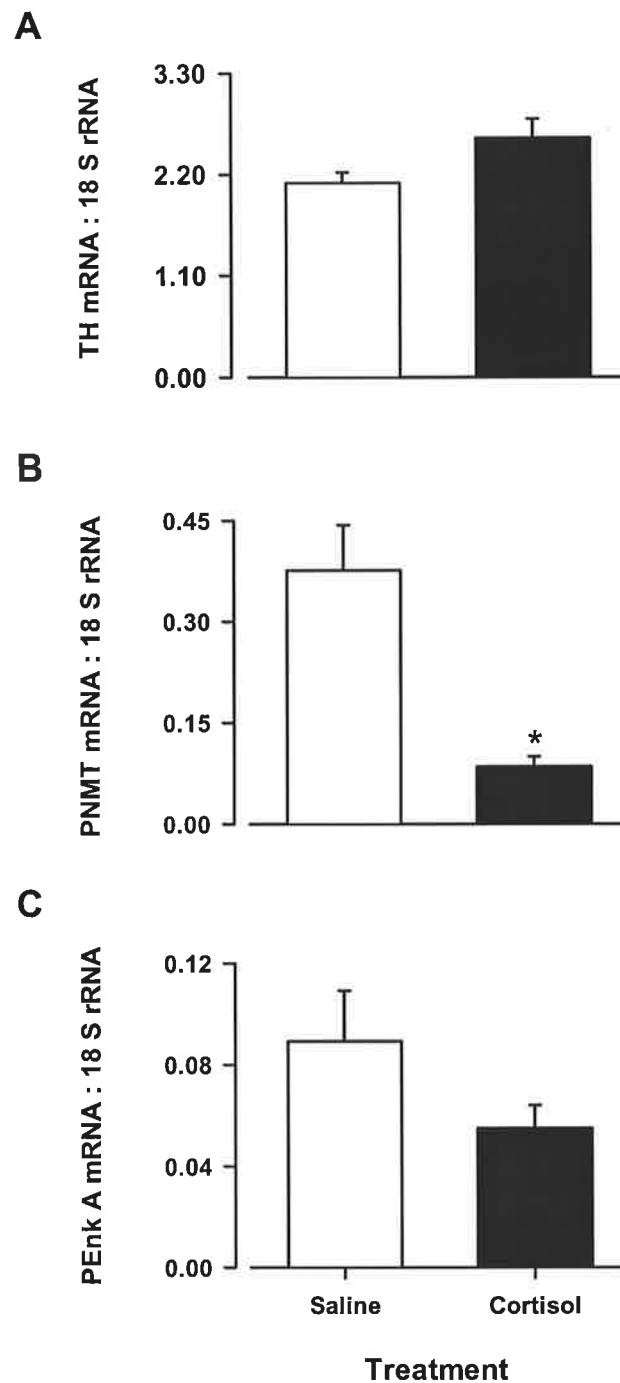 A
TH mRNA : 18 S rRNA
3.30
2.20
1.10
0.00
B
PNMT mRNA : 18 S rRNA
0.45
0.30
0.15
0.00
*
C
PEnk A mRNA : 18 S rRNA
0.12
0.08
0.04
0.00
Saline Cortisol
Treatment